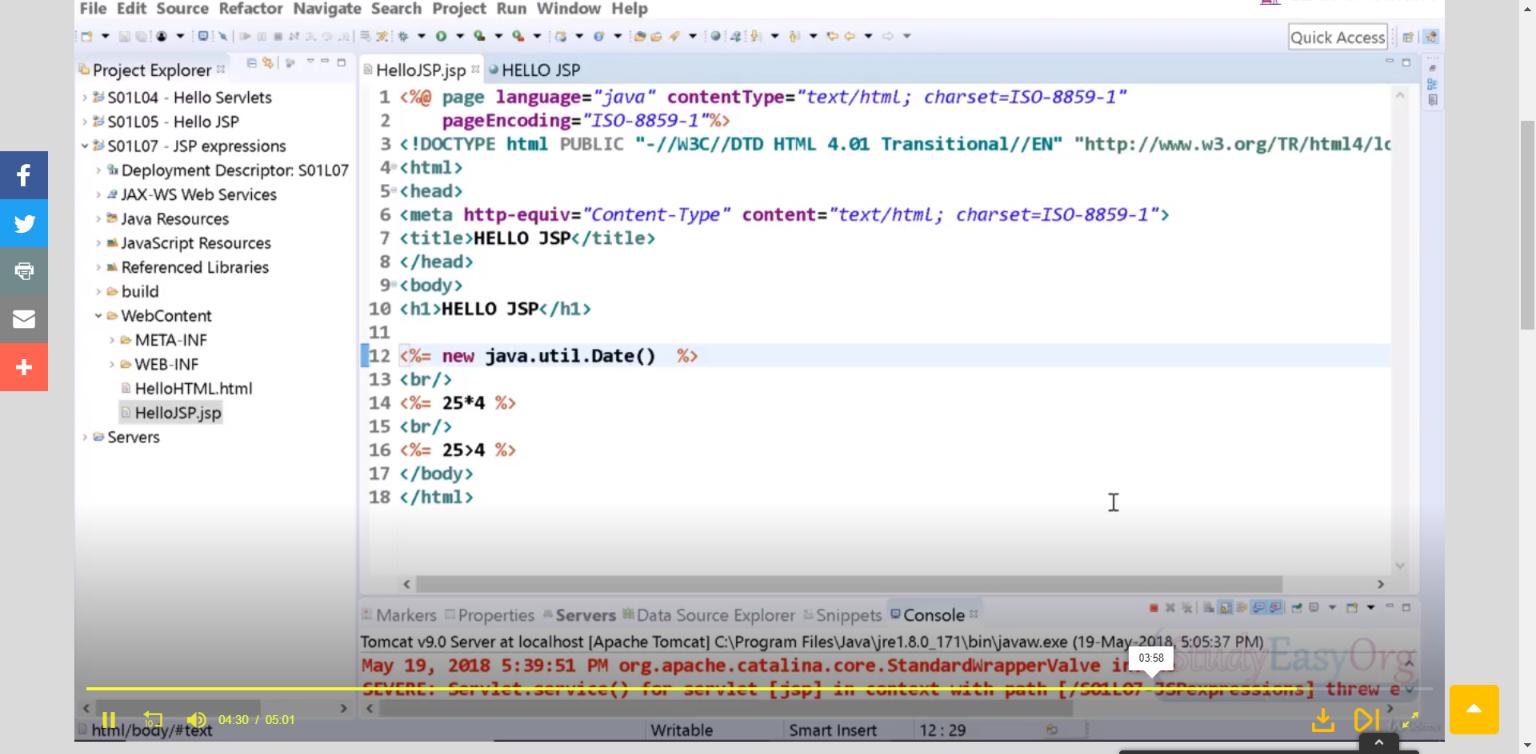 File Edit Source Refactor Navigate Search Project Run Window Help
Quick Access
Project Explorer
S01L04 - Hello Servlets
S01L05 - Hello JSP
S01L07 - JSP expressions
Deployment Descriptor: S01L07
JAX-WS Web Services
Java Resources
JavaScript Resources
Referenced Libraries
build
WebContent
META-INF
WEB-INF
HelloHTML.html
HelloJSP.jsp
Servers
HelloJSP.jsp HELLO JSP
1 <%@ page language="java" contentType="text/html; charset=ISO-8859-1"
2 pageEncoding="ISO-8859-1"%>
3 <!DOCTYPE html PUBLIC "-//W3C//DTD HTML 4.01 Transitional//EN" "http://www.w3.org/TR/html4/lo
4 <html>
5 <head>
6 <meta http-equiv="Content-Type" content="text/html; charset=ISO-8859-1">
7 <title>HELLO JSP</title>
8 </head>
9 <body>
10 <h1>HELLO JSP</h1>
11
12 <%= new java.util.Date() %>
13 <br/>
14 <%= 25*4 %>
15 <br/>
16 <%= 25>4 %>
17 </body>
18 </html>
Markers Properties Servers Data Source Explorer Snippets Console
Tomcat v9.0 Server at localhost [Apache Tomcat] C:\Program Files\Java\jre1.8.0_171\bin\javaw.exe (19-May-2018, 5:05:37 PM)
May 19, 2018 5:39:51 PM org.apache.catalina.core.StandardWrapperValve in
StudyEasyOrg
03:58
SEVERE: Servlet.service() for servlet [jsp] in context with path [/S01L07-JSPexpressions] threw e
10
04:30 / 05:01
html/body/#text Writable Smart Insert 12 : 29